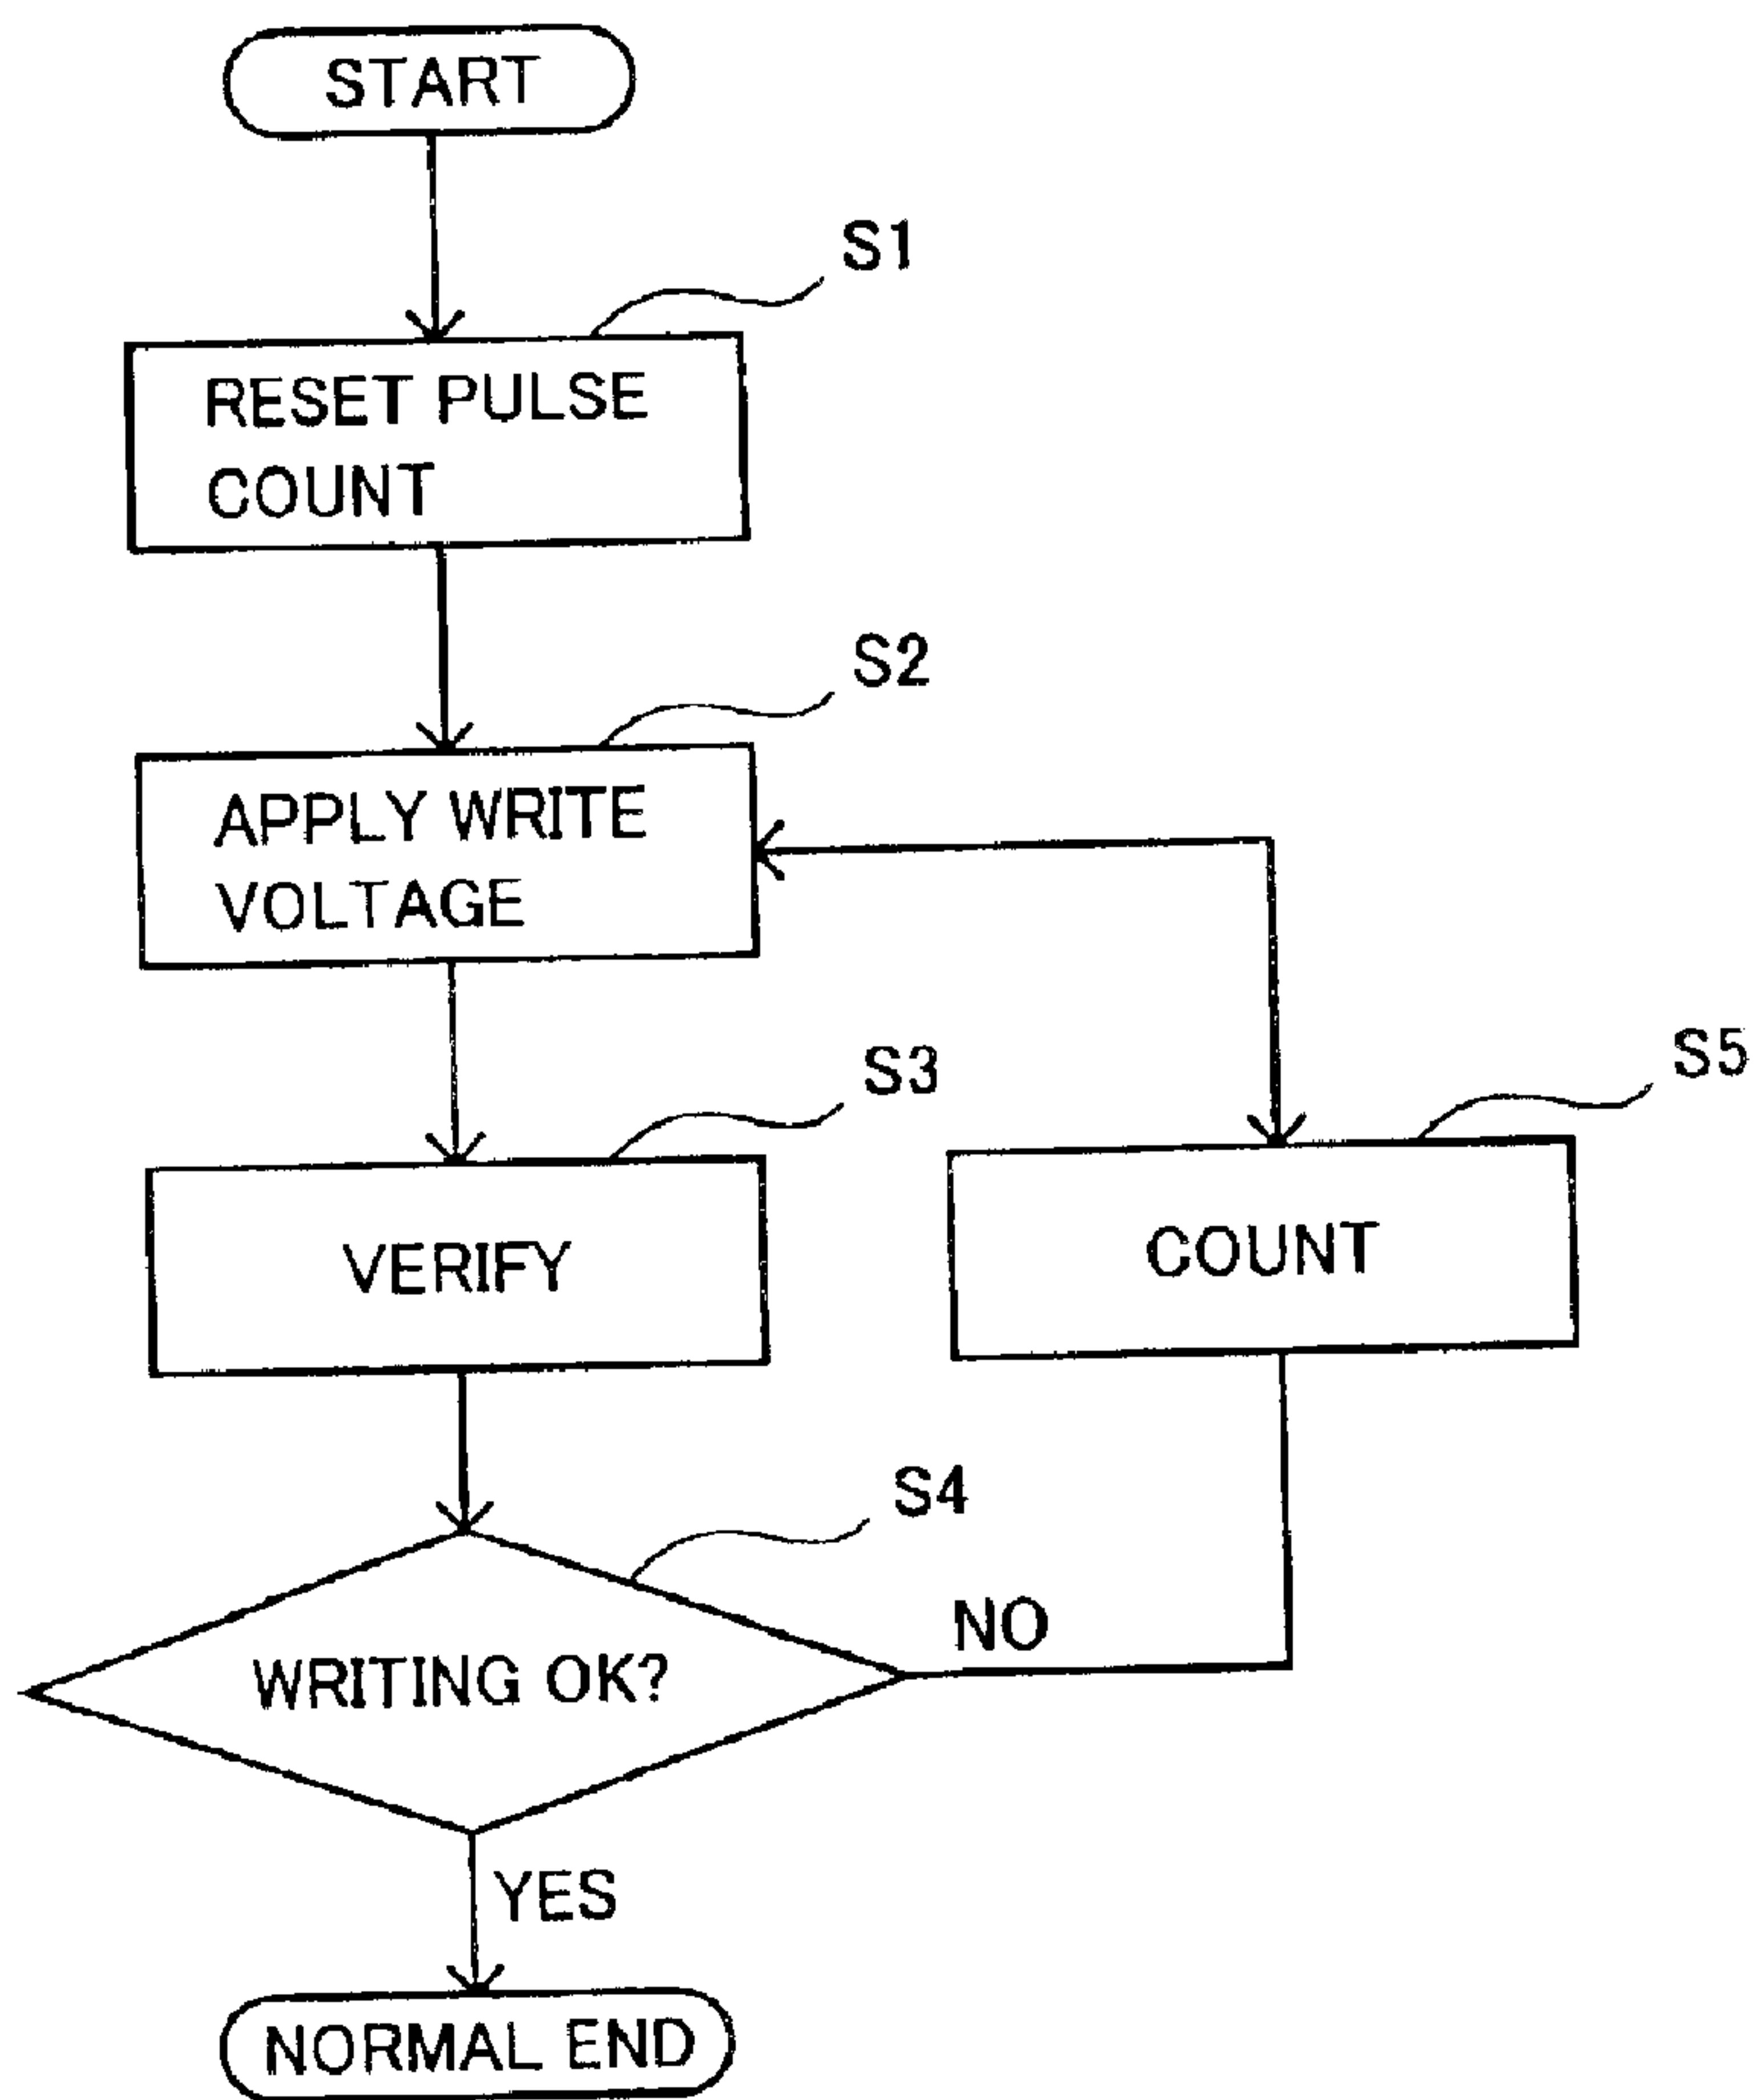 START
S1
RESET PULSE
COUNT
S2
APPLY WRITE
VOLTAGE
S3
VERIFY
S5
COUNT
S4
WRITING OK?
NO
YES
NORMAL END